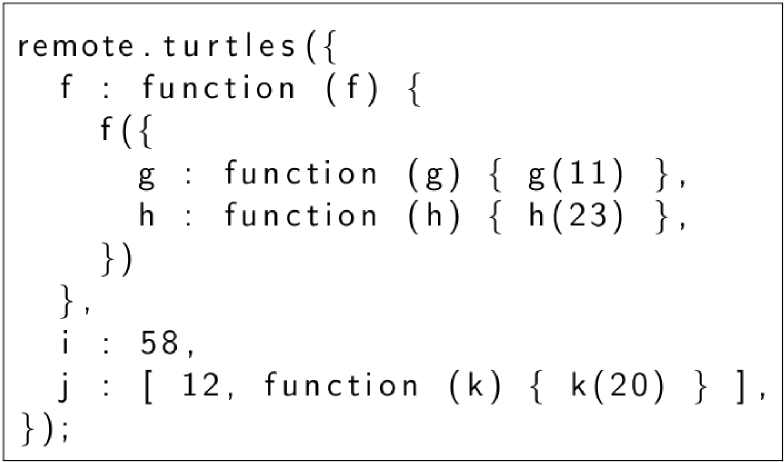 remote.turtles({
  f : function (f) {
    f({
      g : function (g) { g(11) },
      h : function (h) { h(23) },
    })
  },
  i : 58,
  j : [ 12, function (k) { k(20) } ],
});